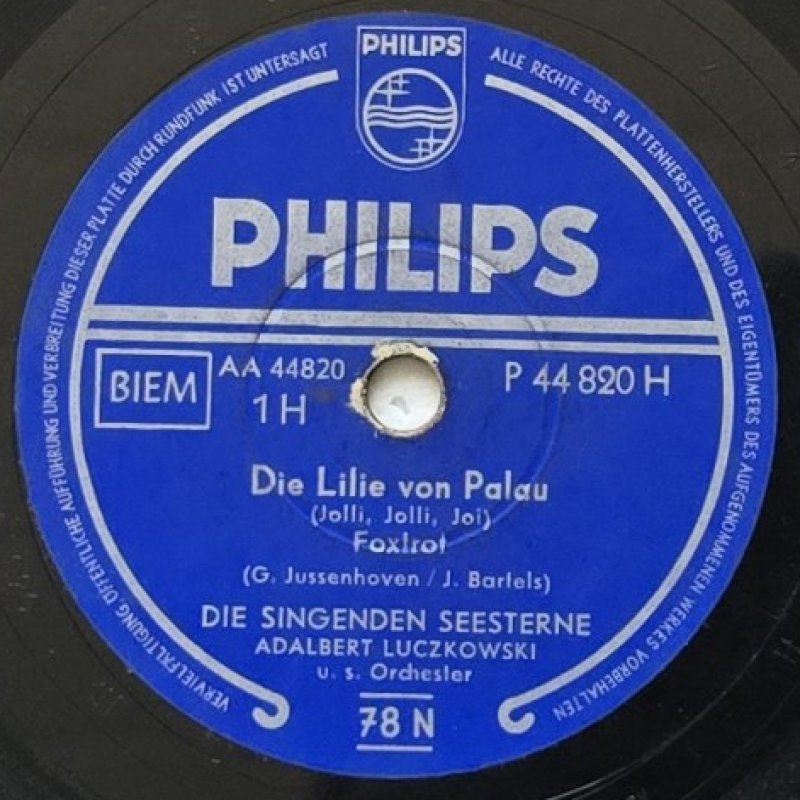 PHILIPS
ALLE RECHTE DES PLATTENHERSTELLERS UND DES EIGENTÜMERS DES AUFGENOMMENEN WERKES VORBEHALTEN
VERVIELFÄLTIGUNG ÖFFENTLICHE AUFFÜHRUNG UND VERBREITUNG DIESER PLATTE DURCH RUNDFUNK IST UNTERSAGT
PHILIPS
BIEM
AA 44820
1 H
P 44 820 H
Die Lilie von Palau
(Jolli, Jolli, Joi)
Foxtrot
(G. Jussenhoven / J. Bartels)
DIE SINGENDEN SEESTERNE
ADALBERT LUCZKOWSKI
u. s. Orchester
78 N